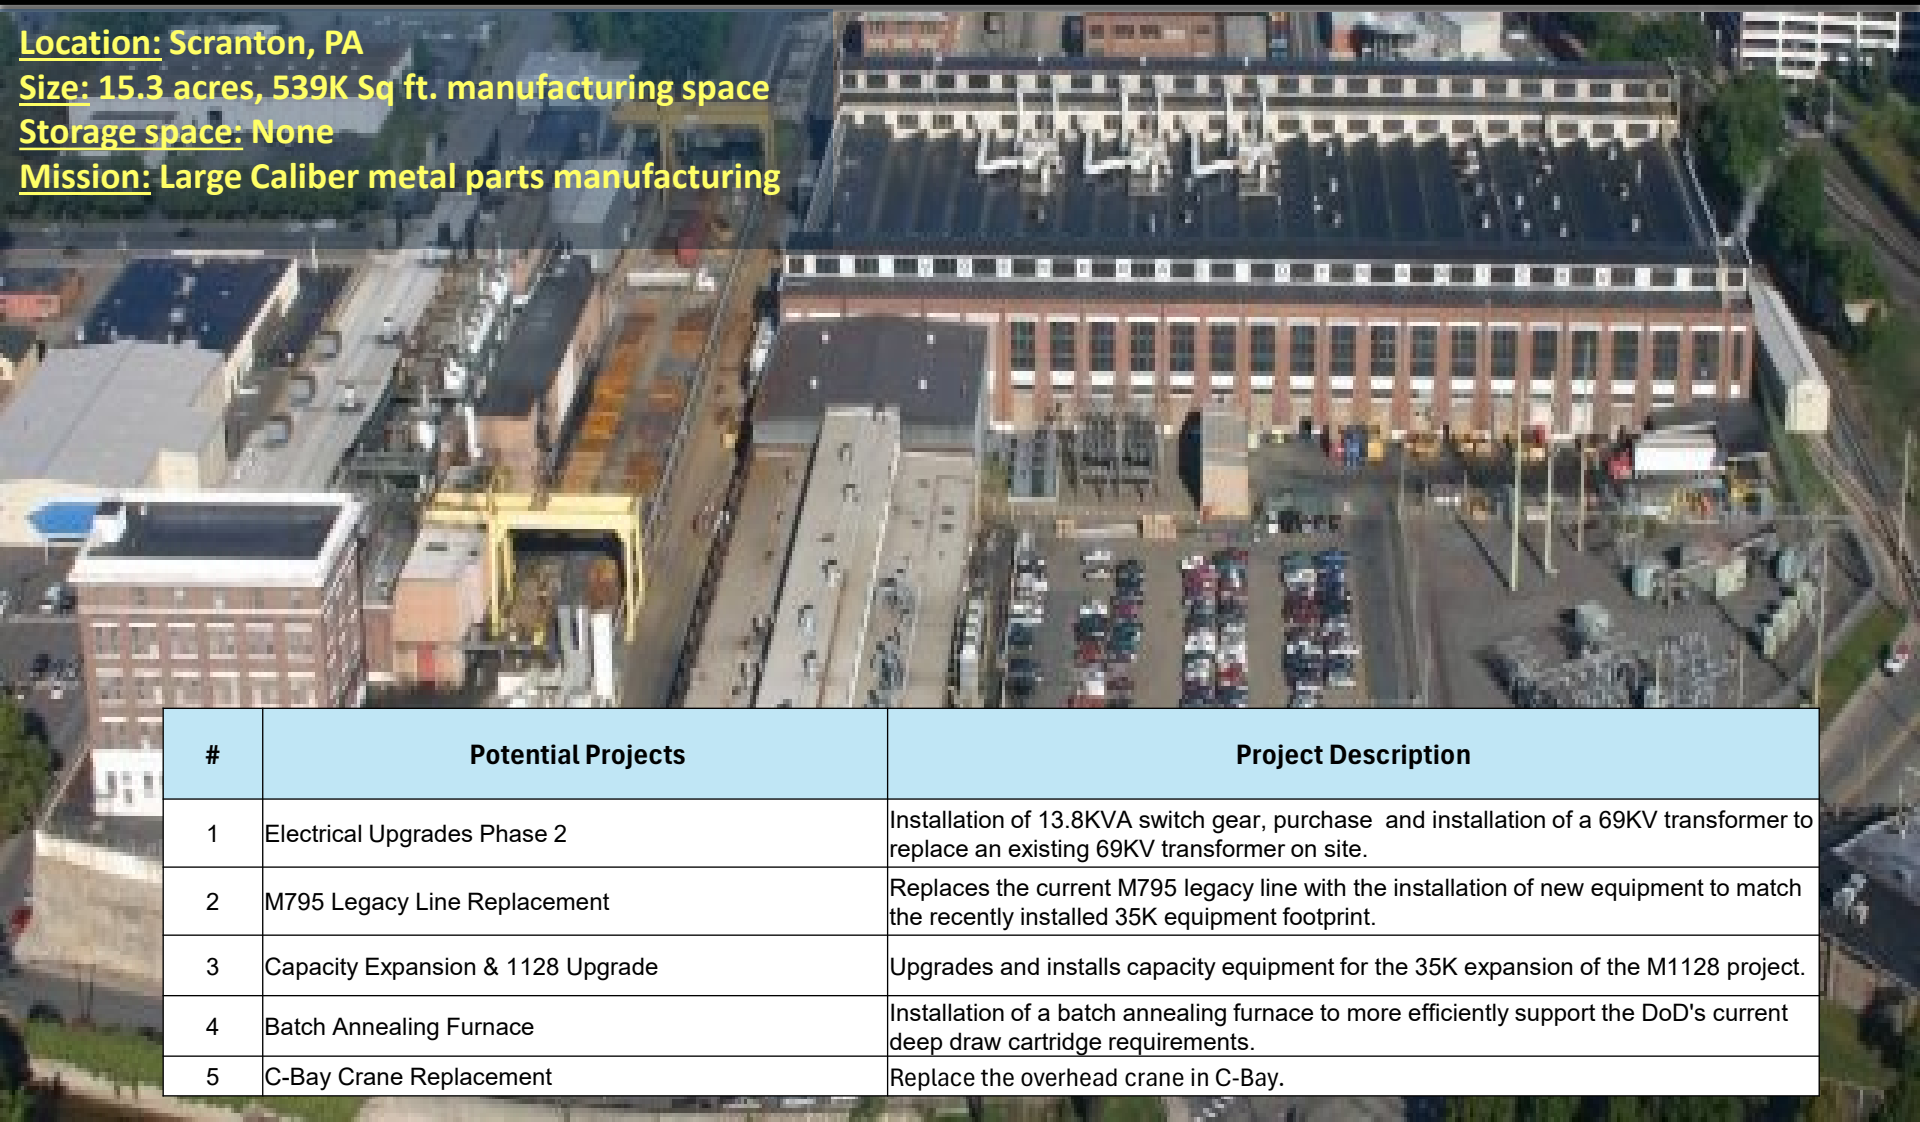 Location: Scranton, PA
Size: 15.3 acres, 539K Sq ft. manufacturing space
Storage space: None
Mission: Large Caliber metal parts manufacturing
# Potential Projects Project Description
1 Electrical Upgrades Phase 2 Installation of 13.8KVA switch gear, purchase and installation of a 69KV transformer to
replace an existing 69KV transformer on site.
2 M795 Legacy Line Replacement Replaces the current M795 legacy line with the installation of new equipment to match
the recently installed 35K equipment footprint.
3 Capacity Expansion & 1128 Upgrade Upgrades and installs capacity equipment for the 35K expansion of the M1128 project.
4 Batch Annealing Furnace Installation of a batch annealing furnace to more efficiently support the DoD's current
deep draw cartridge requirements.
5 C-Bay Crane Replacement Replace the overhead crane in C-Bay.